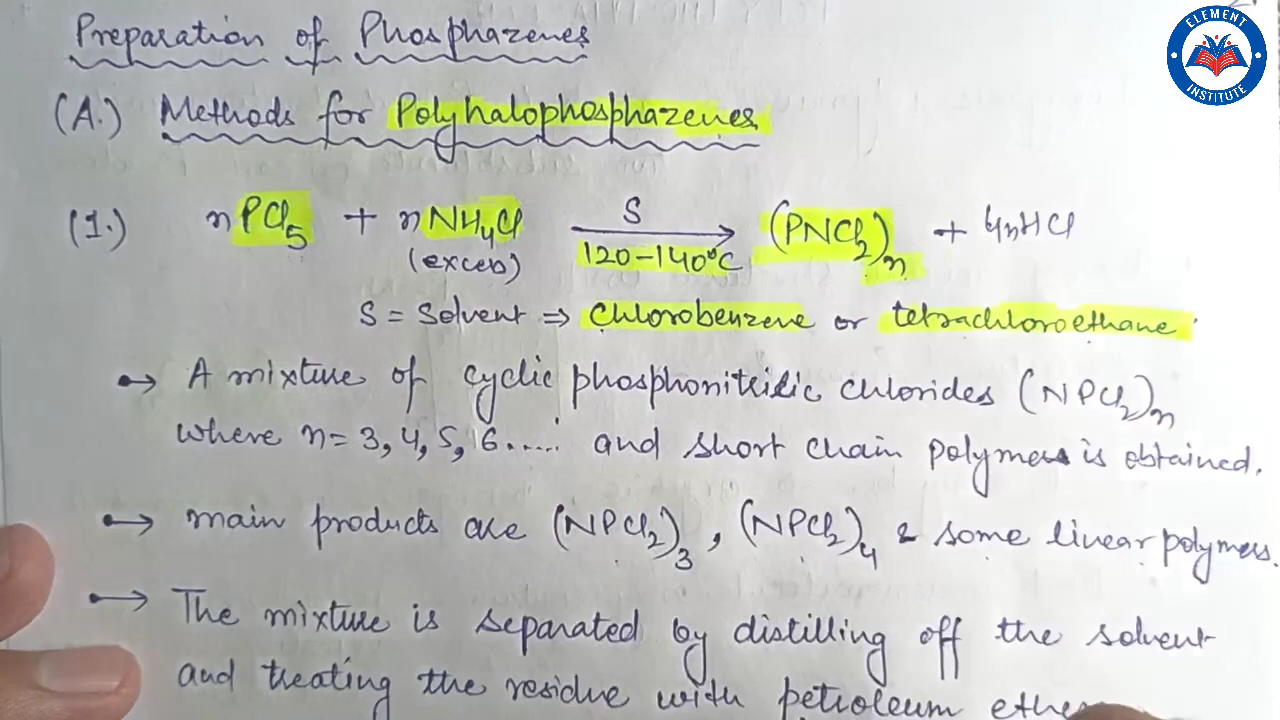 Preparation of Phosphazenes
(A.) Methods for Polyhalophosphazenes
(1.) nPCl₅ + nNH₄Cl S 120-140°C → (PNCl₂)ₙ + 4nHCl
(excess)
S = Solvent ⇒ Chlorobenzene or tetrachloroethane.
→ A mixture of cyclic phosphonitrilic chlorides (NPCl₂)ₙ
where n = 3, 4, 5, 6..... and short chain polymers is obtained.
→ main products are (NPCl₂)₃, (NPCl₂)₄ & some linear polymers.
→ The mixture is separated by distilling off the solvent
and treating the residue with petroleum
ELEMENT
INSTITUTE